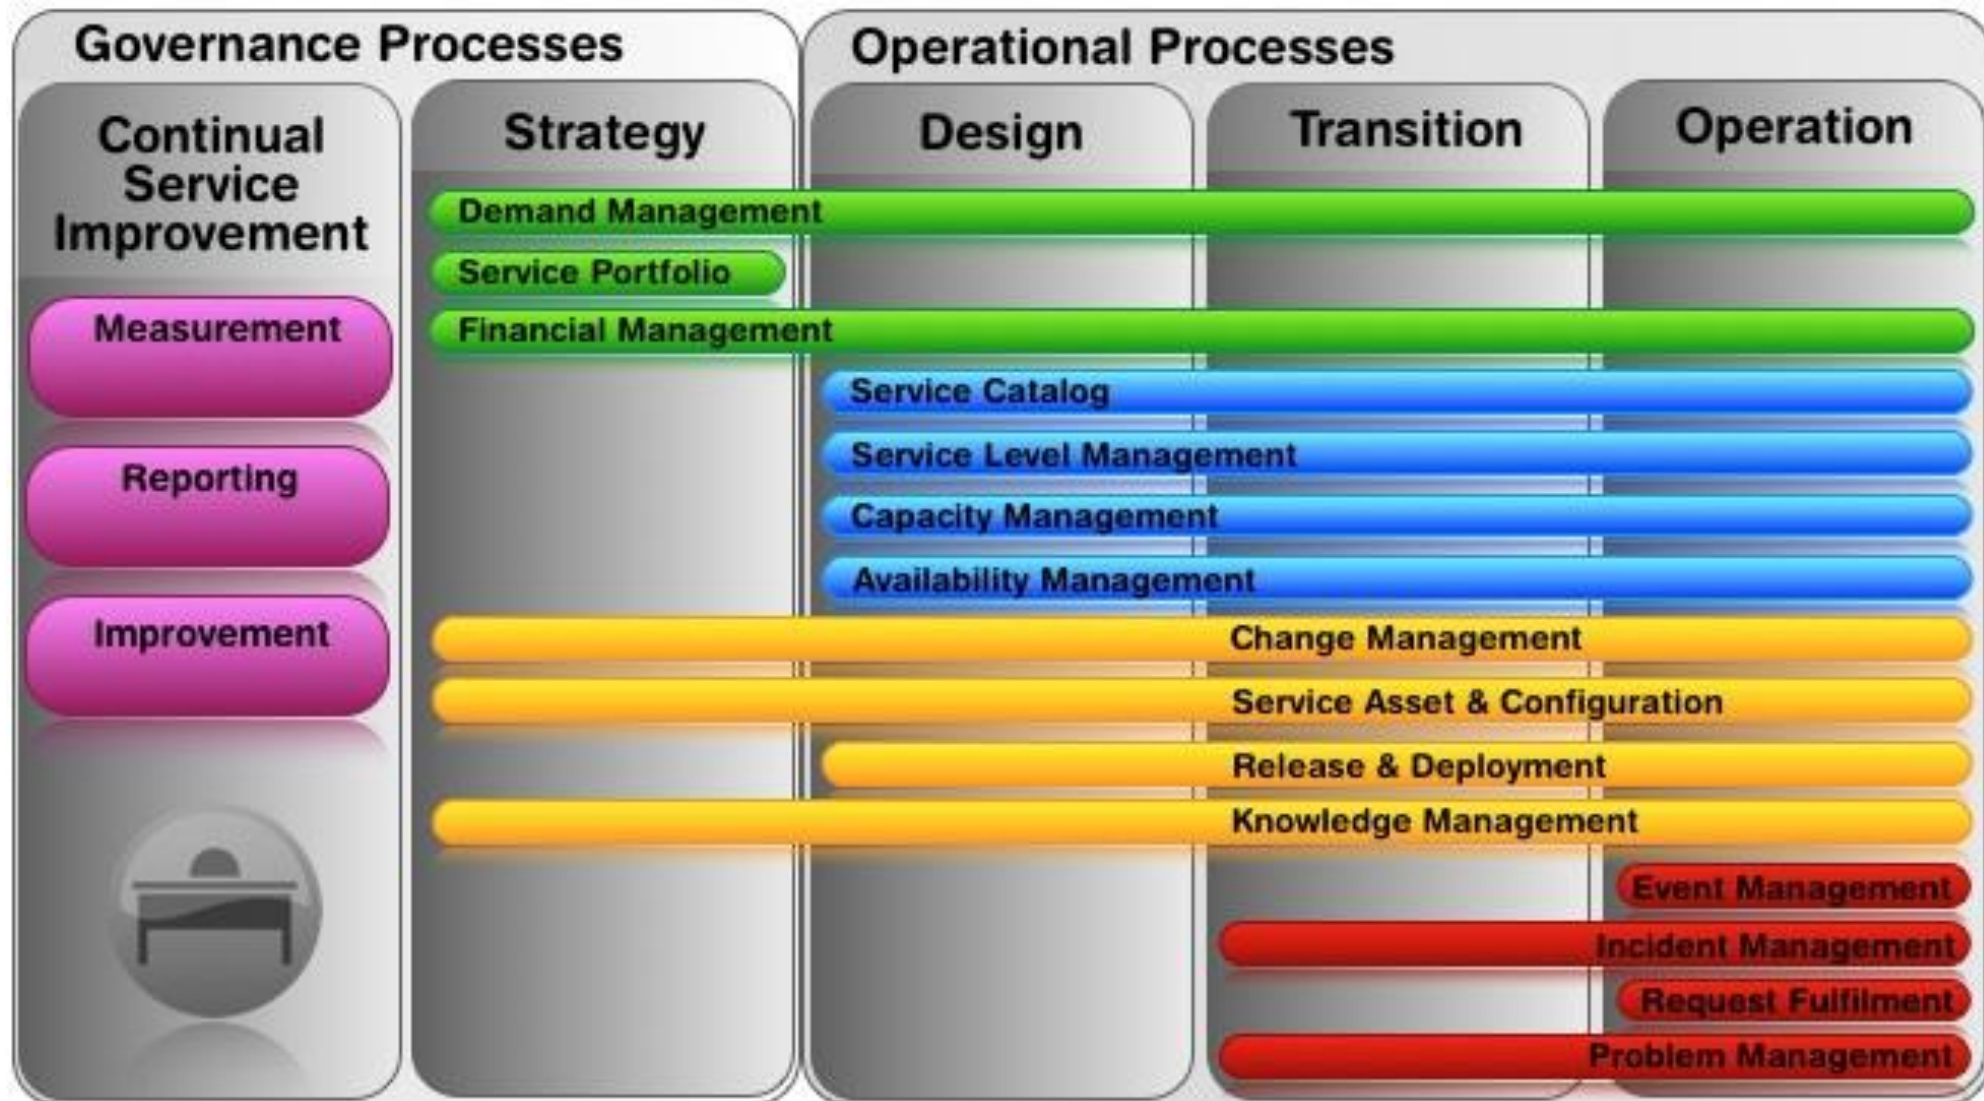 Governance Processes
Operational Processes
Continual
Service
Improvement
Strategy
Design
Transition
Operation
Measurement
Reporting
Improvement
Demand Management
Service Portfolio
Financial Management
Service Catalog
Service Level Management
Capacity Management
Availability Management
Change Management
Service Asset & Configuration
Release & Deployment
Knowledge Management
Event Management
Incident Management
Request Fulfilment
Problem Management